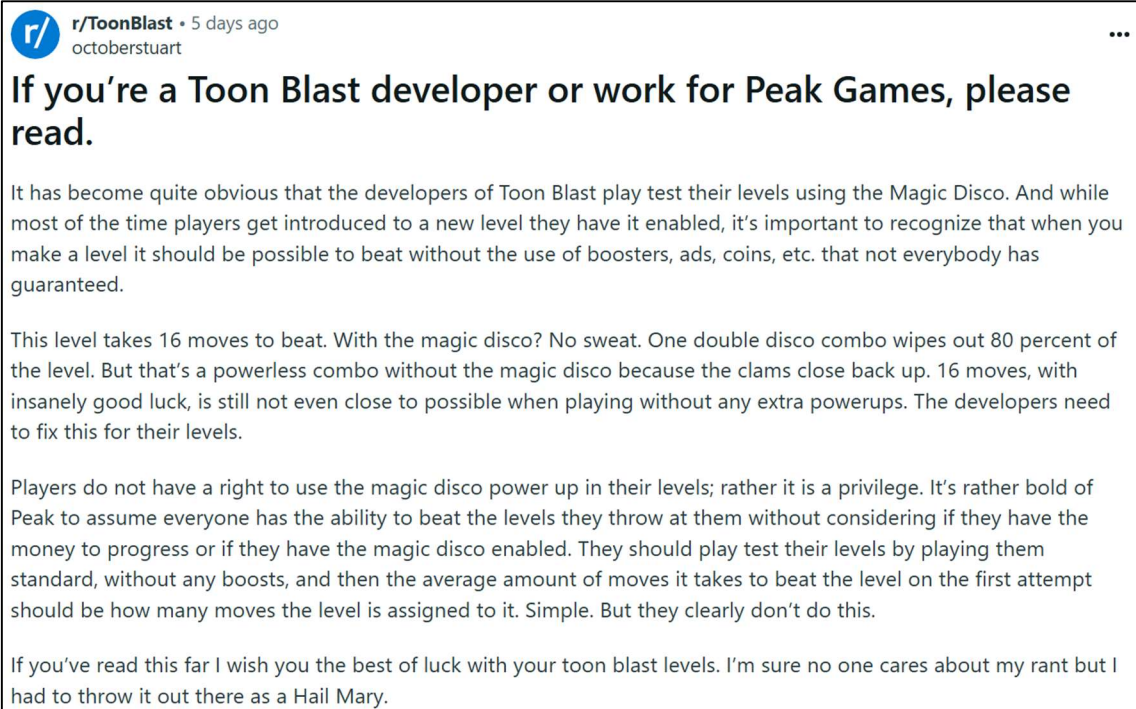 r/ r/ToonBlast • 5 days ago
octoberstuart
If you’re a Toon Blast developer or work for Peak Games, please
read.
It has become quite obvious that the developers of Toon Blast play test their levels using the Magic Disco. And while
most of the time players get introduced to a new level they have it enabled, it’s important to recognize that when you
make a level it should be possible to beat without the use of boosters, ads, coins, etc. that not everybody has
guaranteed.
This level takes 16 moves to beat. With the magic disco? No sweat. One double disco combo wipes out 80 percent of
the level. But that’s a powerless combo without the magic disco because the clams close back up. 16 moves, with
insanely good luck, is still not even close to possible when playing without any extra powerups. The developers need
to fix this for their levels.
Players do not have a right to use the magic disco power up in their levels; rather it is a privilege. It’s rather bold of
Peak to assume everyone has the ability to beat the levels they throw at them without considering if they have the
money to progress or if they have the magic disco enabled. They should play test their levels by playing them
standard, without any boosts, and then the average amount of moves it takes to beat the level on the first attempt
should be how many moves the level is assigned to it. Simple. But they clearly don’t do this.
If you’ve read this far I wish you the best of luck with your toon blast levels. I’m sure no one cares about my rant but I
had to throw it out there as a Hail Mary.